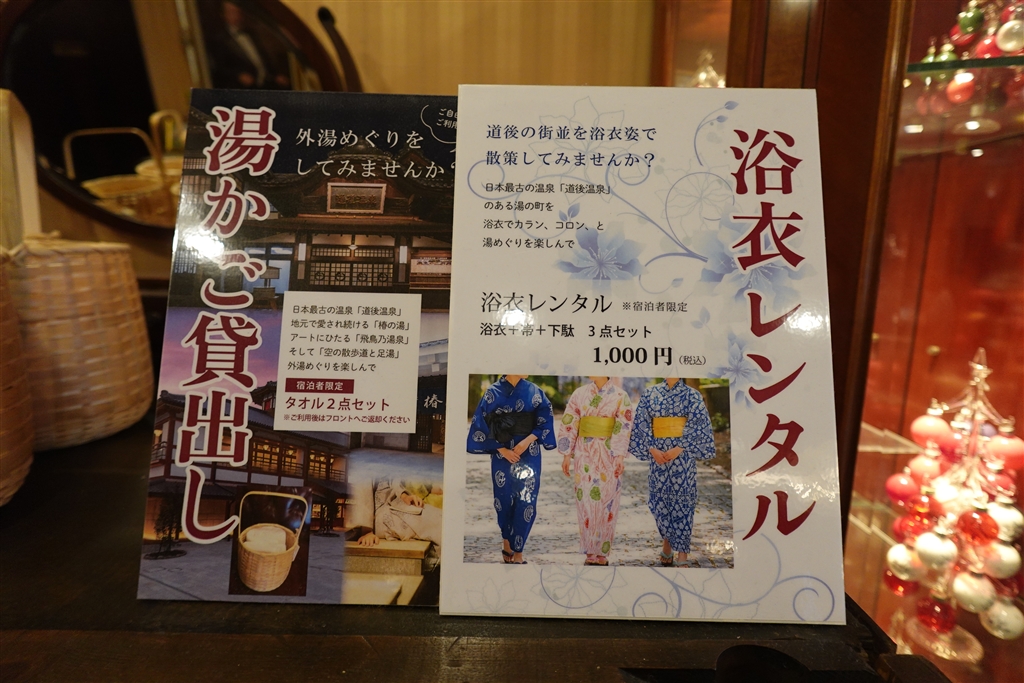 湯かご貸出し
外湯めぐりを
してみませんか?
ご自由
ご利用
日本最古の温泉「道後温泉」
地元で愛され続ける「椿の湯」
アートにひたる「飛鳥乃湯泉」
そして「空の散歩道と足湯」
外湯めぐりを楽しんで
宿泊者限定
タオル2点セット
※ご利用後はフロントへご返却ください
椿
浴衣レンタル
道後の街並を浴衣姿で
散策してみませんか?
日本最古の温泉「道後温泉」
のある湯の町を
浴衣でカラン、コロン、と
湯めぐりを楽しんで
浴衣レンタル ※宿泊者限定
浴衣+帯+下駄 3点セット
1,000円(税込)